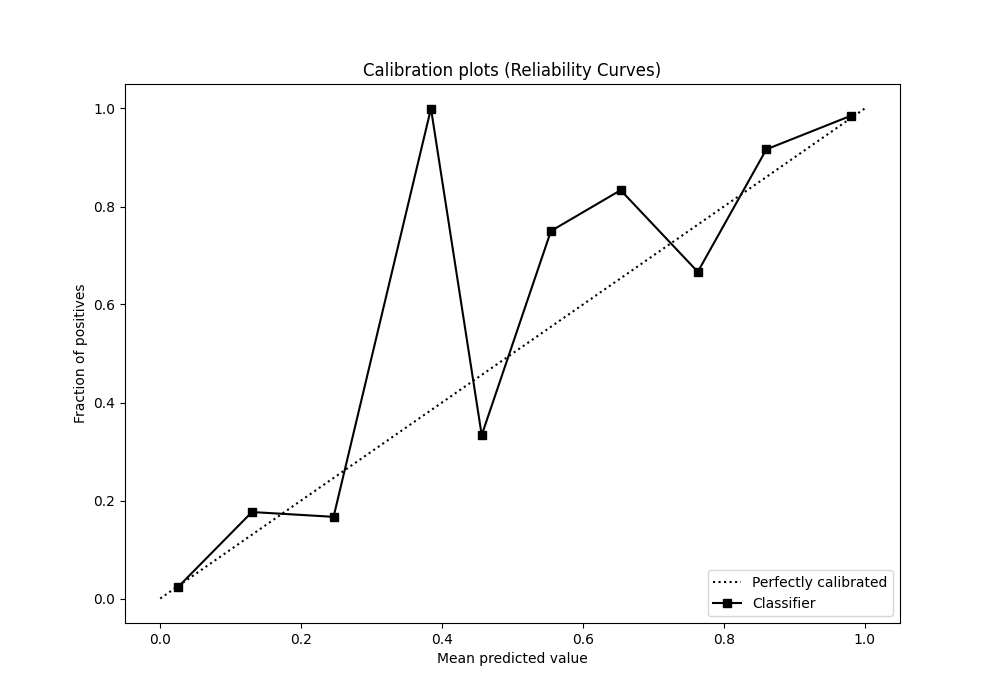 Calibration plots (Reliability Curves)
Fraction of positives
1.0
0.8
0.6
0.4
0.2
0.0
0.0 0.2 0.4 0.6 0.8 1.0
Mean predicted value
Perfectly calibrated
Classifier